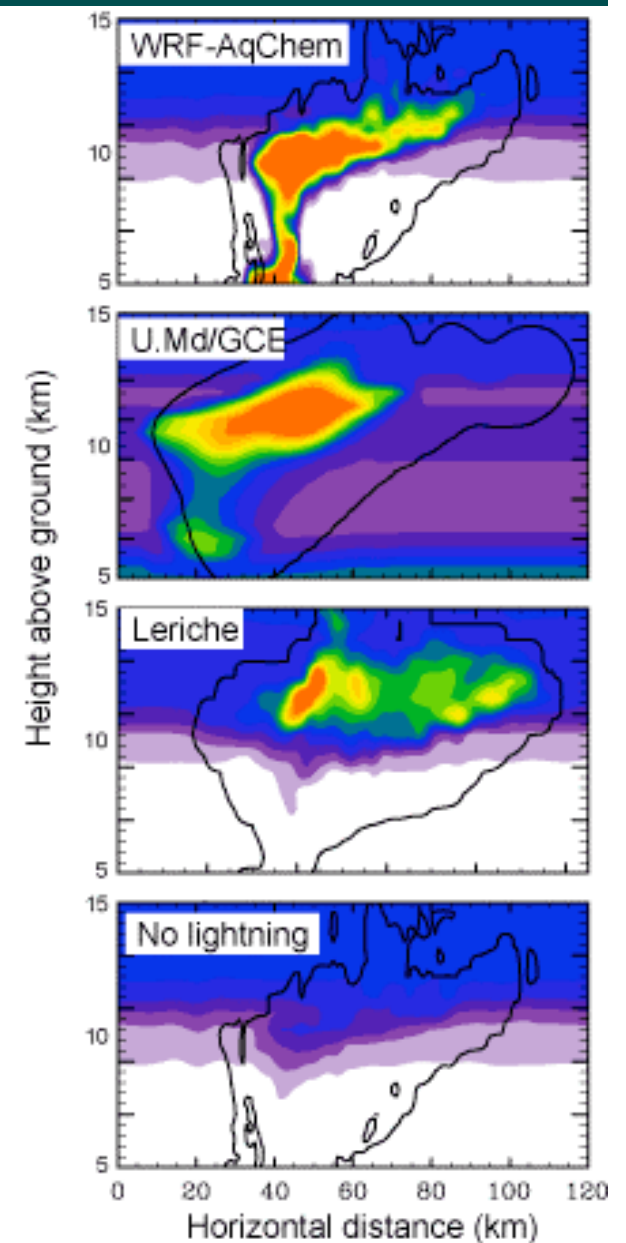 15
WRF-AqChem
10
5
15
U.Md/GCE
10
5
15
Leriche
10
5
15
No lightning
10
5
0 20 40 60 80 100 120
Horizontal distance (km)
Height above ground (km)